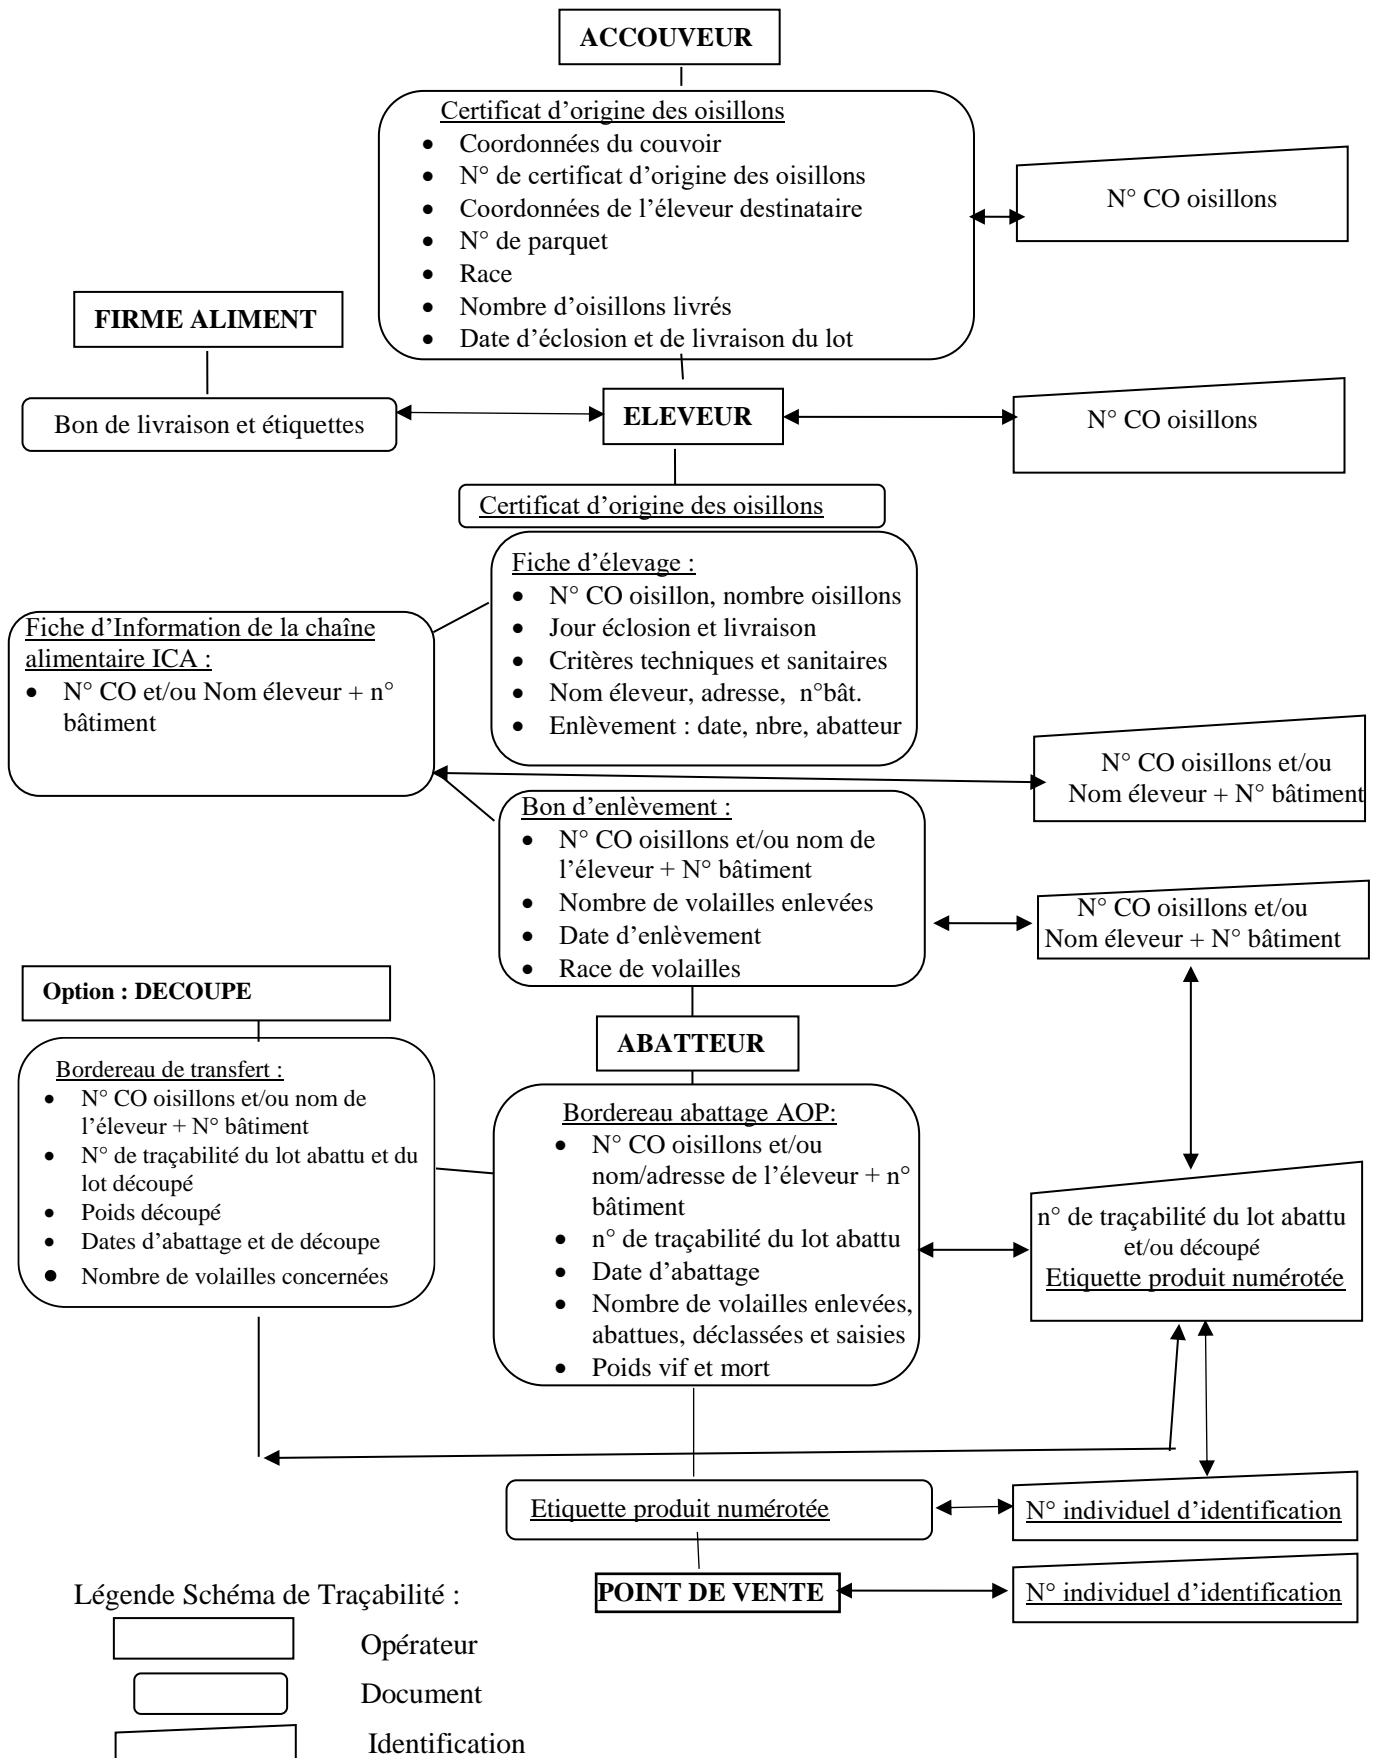 ACCOUVEUR
Certificat d’origine des oisillons
• Coordonnées du couvoir
• N° de certificat d’origine des oisillons
• Coordonnées de l’éleveur destinataire
• N° de parquet
• Race
• Nombre d’oisillons livrés
• Date d’éclosion et de livraison du lot
N° CO oisillons
FIRME ALIMENT
Bon de livraison et étiquettes
ELEVEUR
N° CO oisillons
Certificat d’origine des oisillons
Fiche d’élevage :
• N° CO oisillon, nombre oisillons
• Jour éclosion et livraison
• Critères techniques et sanitaires
• Nom éleveur, adresse, n°bât.
• Enlèvement : date, nbre, abatteur
Fiche d’Information de la chaîne
alimentaire ICA :
• N° CO et/ou Nom éleveur + n°
bâtiment
N° CO oisillons et/ou
Nom éleveur + N° bâtiment
Bon d’enlèvement :
• N° CO oisillons et/ou nom de
l’éleveur + N° bâtiment
• Nombre de volailles enlevées
• Date d’enlèvement
• Race de volailles
N° CO oisillons et/ou
Nom éleveur + N° bâtiment
Option : DECOUPE
Bordereau de transfert :
• N° CO oisillons et/ou nom de
l’éleveur + N° bâtiment
• N° de traçabilité du lot abattu et du
lot découpé
• Poids découpé
• Dates d’abattage et de découpe
• Nombre de volailles concernées
ABATTEUR
Bordereau abattage AOP:
• N° CO oisillons et/ou
nom/adresse de l’éleveur + n°
bâtiment
• n° de traçabilité du lot abattu
• Date d’abattage
• Nombre de volailles enlevées,
abattues, déclassées et saisies
• Poids vif et mort
n° de traçabilité du lot abattu
et/ou découpé
Etiquette produit numérotée
Etiquette produit numérotée
N° individuel d’identification
POINT DE VENTE
N° individuel d’identification
Légende Schéma de Traçabilité :
Opérateur
Document
Identification